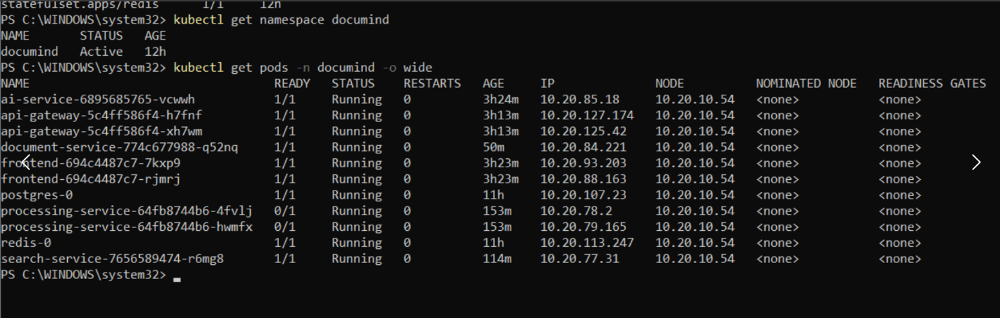 statefulset.apps/redis 1/1 12h
PS C:\WINDOWS\system32> kubectl get namespace documind
NAME STATUS AGE
documind Active 12h
PS C:\WINDOWS\system32> kubectl get pods -n documind -o wide
NAME READY STATUS RESTARTS AGE IP NODE NOMINATED NODE READINESS GATES
ai-service-6895685765-vcwwh 1/1 Running 0 3h24m 10.20.85.18 10.20.10.54 <none> <none>
api-gateway-5c4ff586f4-h7fnf 1/1 Running 0 3h13m 10.20.127.174 10.20.10.54 <none> <none>
api-gateway-5c4ff586f4-xh7wm 1/1 Running 0 3h13m 10.20.125.42 10.20.10.54 <none> <none>
document-service-774c677988-q52nq 1/1 Running 0 50m 10.20.84.221 10.20.10.54 <none> <none>
frontend-694c4487c7-7kxp9 1/1 Running 0 3h23m 10.20.93.203 10.20.10.54 <none> <none>
frontend-694c4487c7-rjmrj 1/1 Running 0 3h23m 10.20.88.163 10.20.10.54 <none> <none>
postgres-0 1/1 Running 0 11h 10.20.107.23 10.20.10.54 <none> <none>
processing-service-64fb8744b6-4fvlj 0/1 Running 0 153m 10.20.78.2 10.20.10.54 <none> <none>
processing-service-64fb8744b6-hwmfx 0/1 Running 0 153m 10.20.79.165 10.20.10.54 <none> <none>
redis-0 1/1 Running 0 11h 10.20.113.247 10.20.10.54 <none> <none>
search-service-7656589474-r6mg8 1/1 Running 0 114m 10.20.77.31 10.20.10.54 <none> <none>
PS C:\WINDOWS\system32>